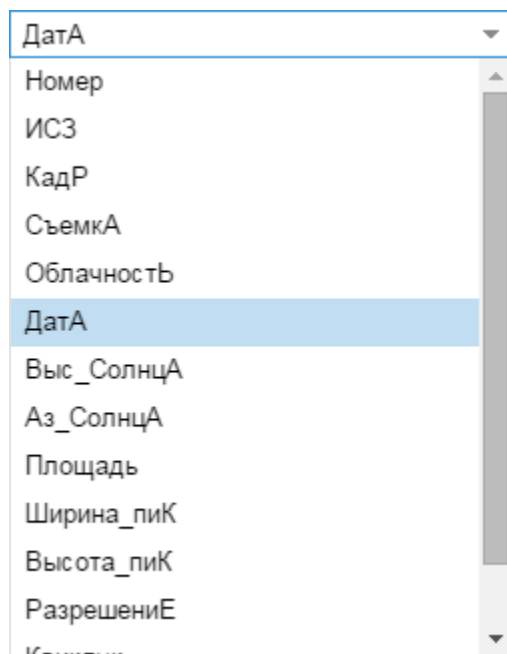 ДатА
Номер
ИСЗ
КадР
СъемкА
ОблачностЬ
ДатА
Выс_СолнцА
Аз_СолнцА
Площадь
Ширина_пиК
Высота_пиК
РазрешениЕ